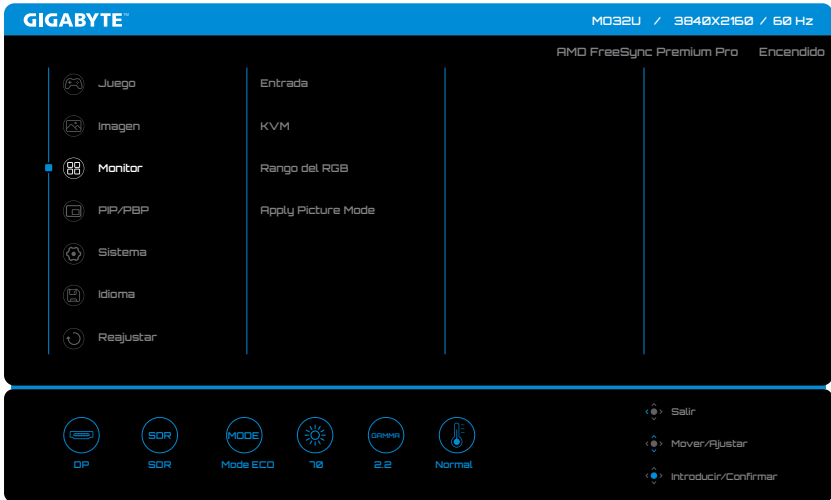 GIGABYTE™
MO32U / 3840X2160 / 60 Hz
AMD FreeSync Premium Pro Encendido
Juego
Imagen
Monitor
PIP/PBP
Sistema
Idioma
Reajustar
Entrada
KVM
Rango del RGB
Apply Picture Mode
SDR
MODE
GAMMA
DP
SDR
Mode ECO
70
2.2
Normal
Salir
Mover/Ajustar
Introducir/Confirmar